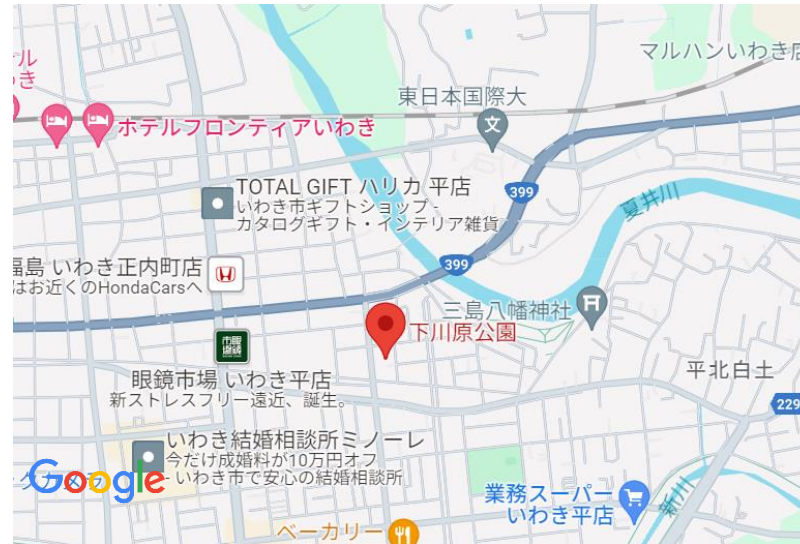 マルハンいわき店
ル
き
東日本国際大
ホテルフロンティアいわき
TOTAL GIFT ハリカ 平店
いわき市ギフトショップ -
カタログギフト・インテリア雑貨
399
夏井川
福島 いわき正内町店
はお近くのHondaCarsへ
399
三島八幡神社
下川原公園
眼鏡市場
眼鏡市場 いわき平店
新ストレスフリー遠近、誕生。
平北白土
229
いわき結婚相談所ミノーレ
今だけ成婚料が10万円オフ
- いわき市で安心の結婚相談所
Google
業務スーパー
いわき平店
新川
ベーカリー